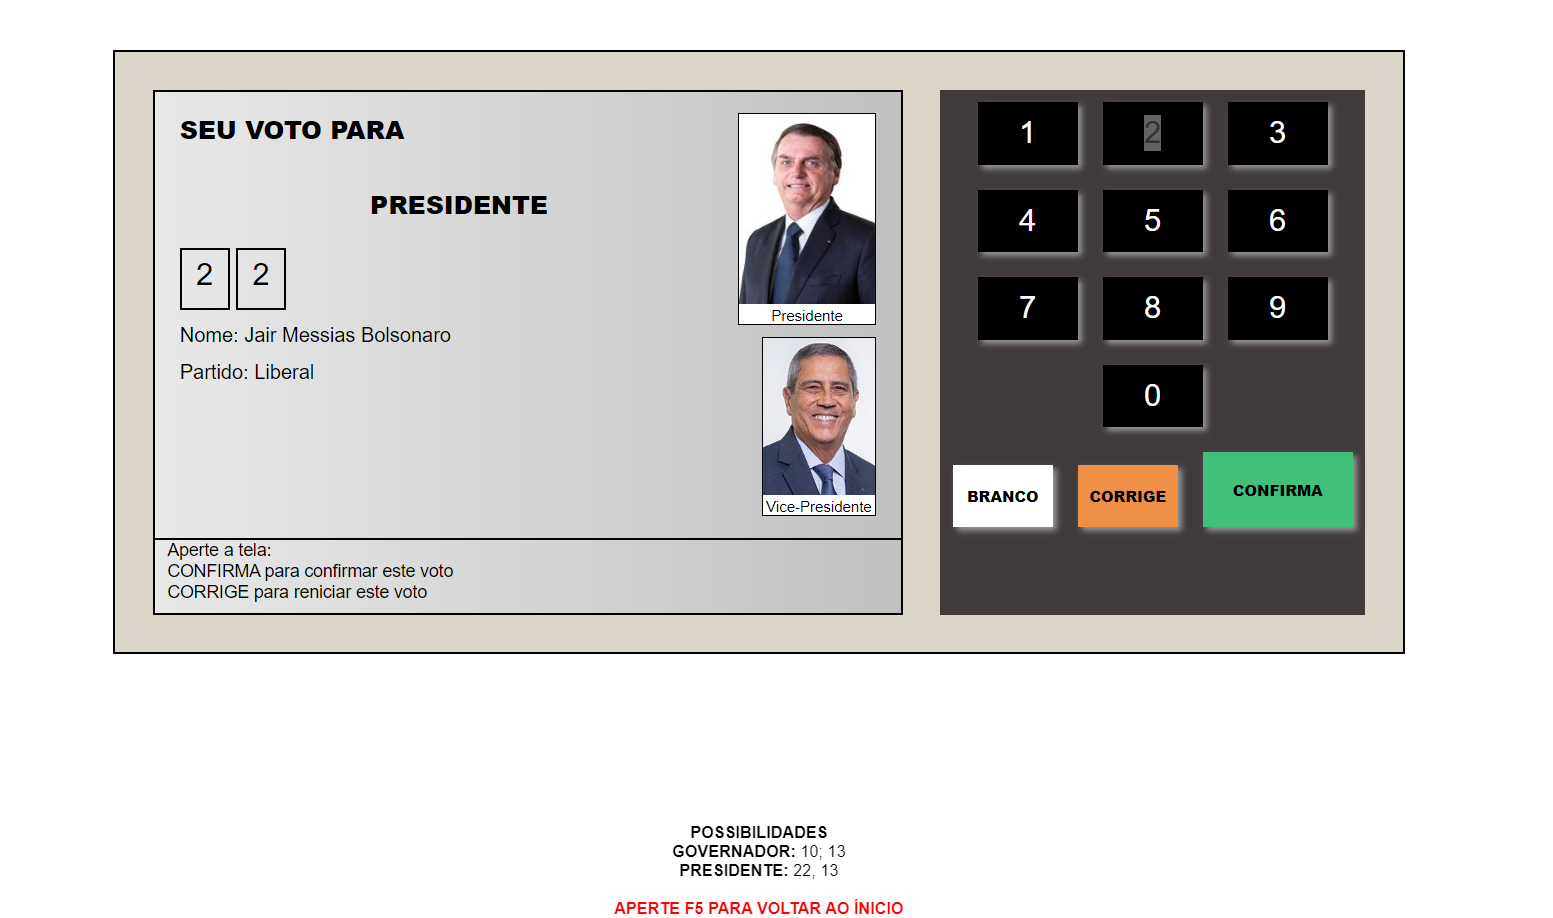 SEU VOTO PARA
PRESIDENTE
2 2
Nome: Jair Messias Bolsonaro
Partido: Liberal
Presidente
Vice-Presidente
Aperte a tela:
CONFIRMA para confirmar este voto
CORRIGE para reniciar este voto
1 2 3
4 5 6
7 8 9
0
BRANCO CORRIGE CONFIRMA
POSSIBILIDADES
GOVERNADOR: 10; 13
PRESIDENTE: 22, 13
APERTE F5 PARA VOLTAR AO ÍNICIO